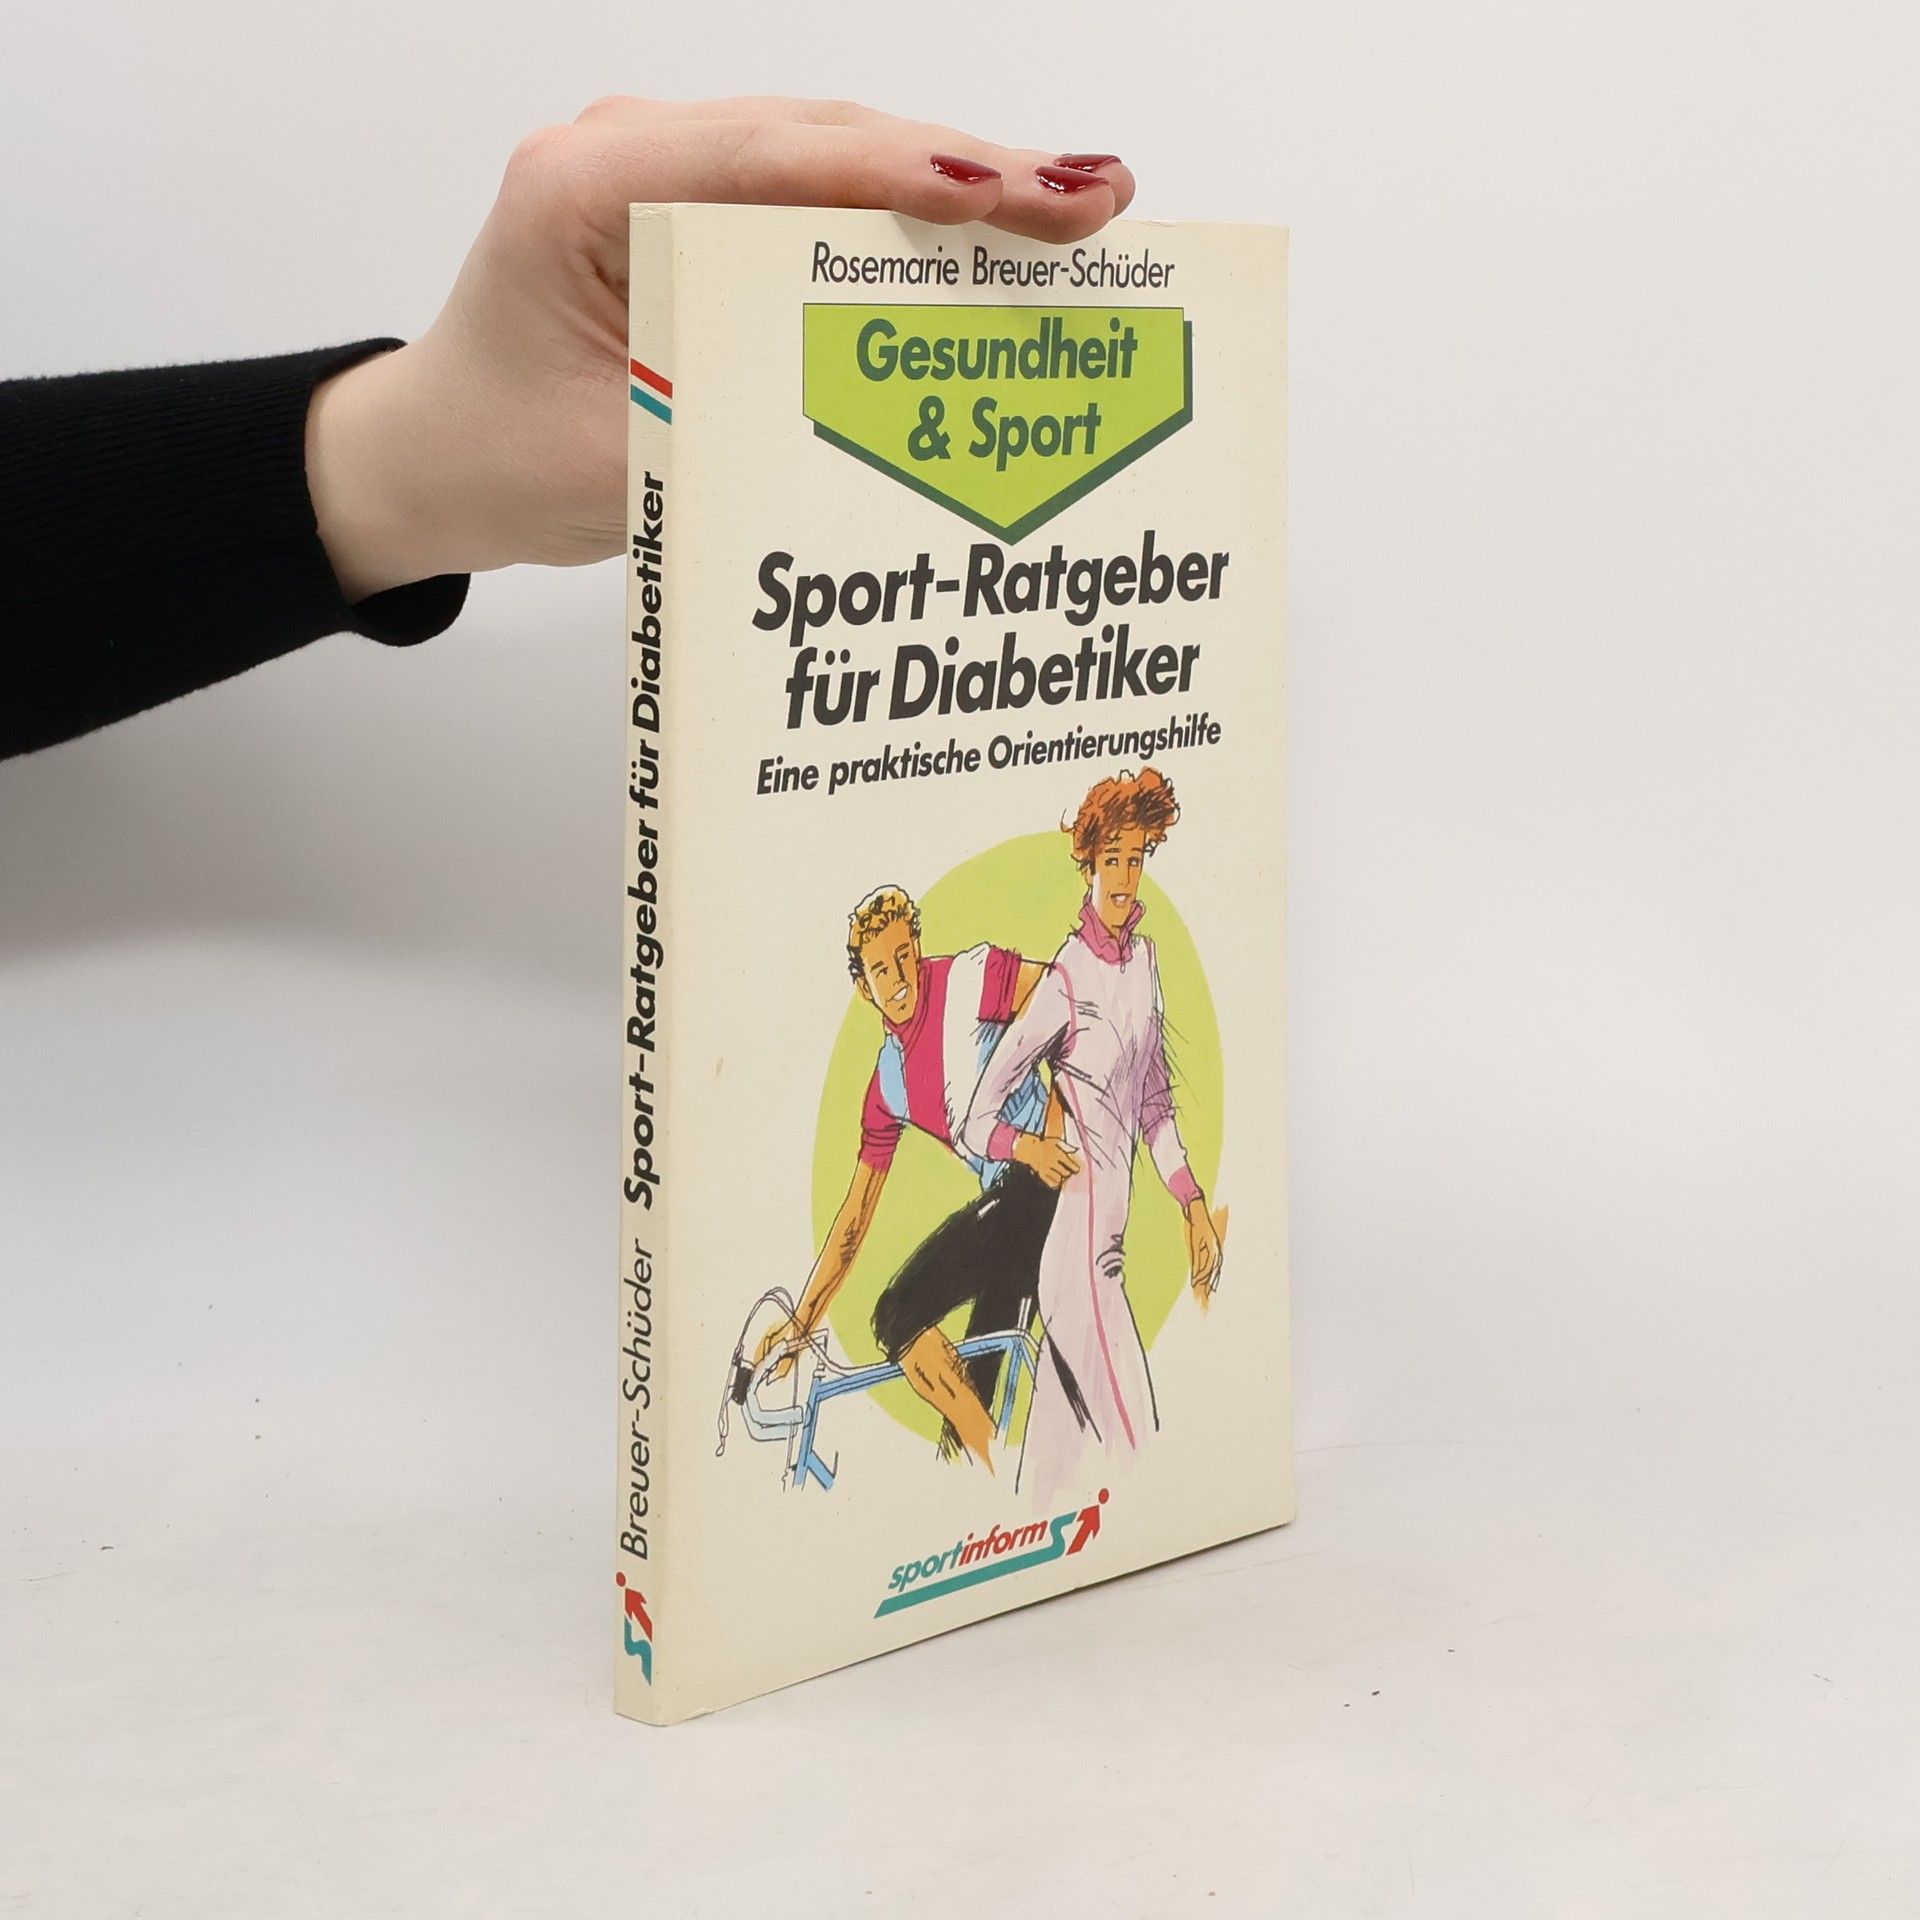 Rosemarie Breuer-Schüder
Gesundheit
& Sport
Sport-Ratgeber
für Diabetiker
Eine praktische Orientierungshilfe
sportinform
Breuer-Schüder Sport-Ratgeber für Diabetiker